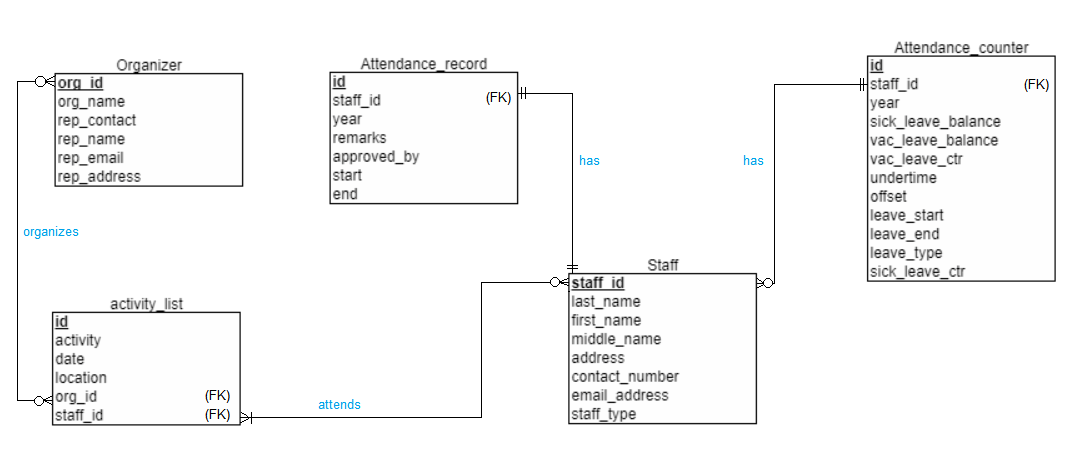 Organizer
org_id
org_name
rep_contact
rep_name
rep_email
rep_address
Attendance_record
id
staff_id (FK)
year
remarks
approved_by
start
end
Attendance_counter
id
staff_id (FK)
year
sick_leave_balance
vac_leave_balance
vac_leave_ctr
undertime
offset
leave_start
leave_end
leave_type
sick_leave_ctr
has
has
organizes
activity_list
id
activity
date
location
org_id (FK)
staff_id (FK)
attends
Staff
staff_id
last_name
first_name
middle_name
address
contact_number
email_address
staff_type